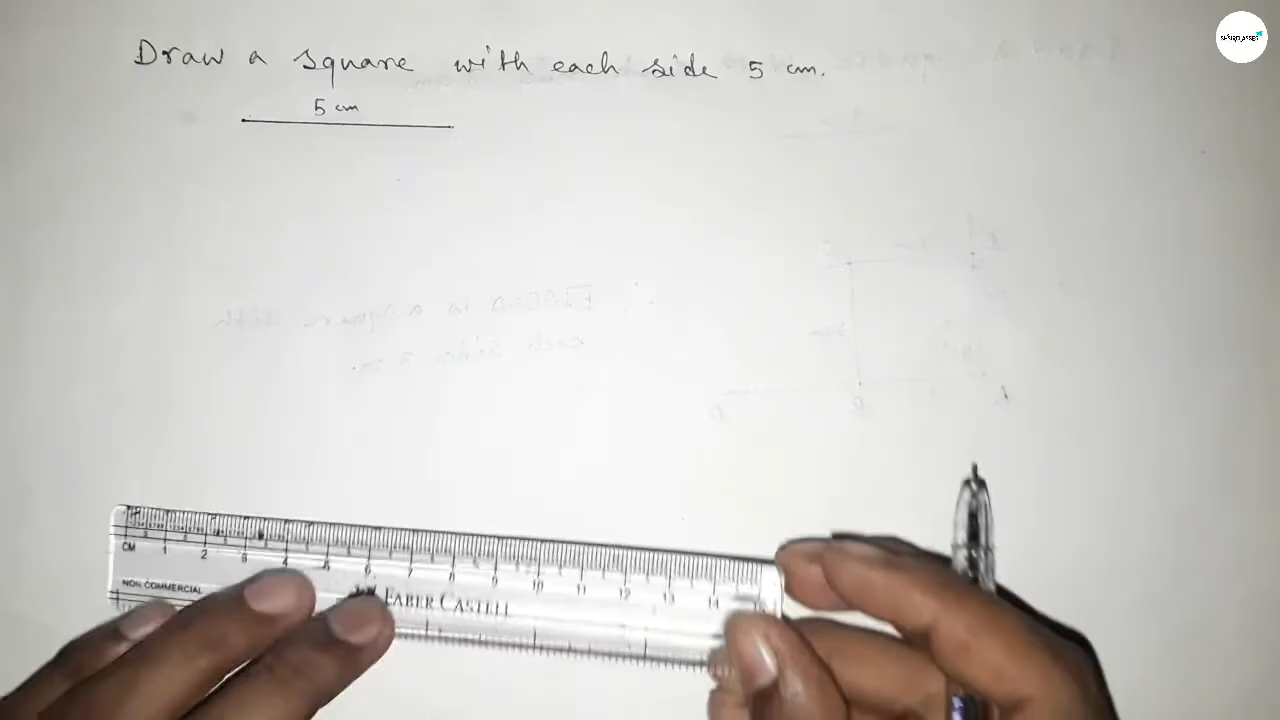 Draw a square with each side 5 cm.
5 cm
CM 1 2 3 4 5 6 7 8 9 10 11 12 13 14
NON COMMERCIAL
FABER CASTELL